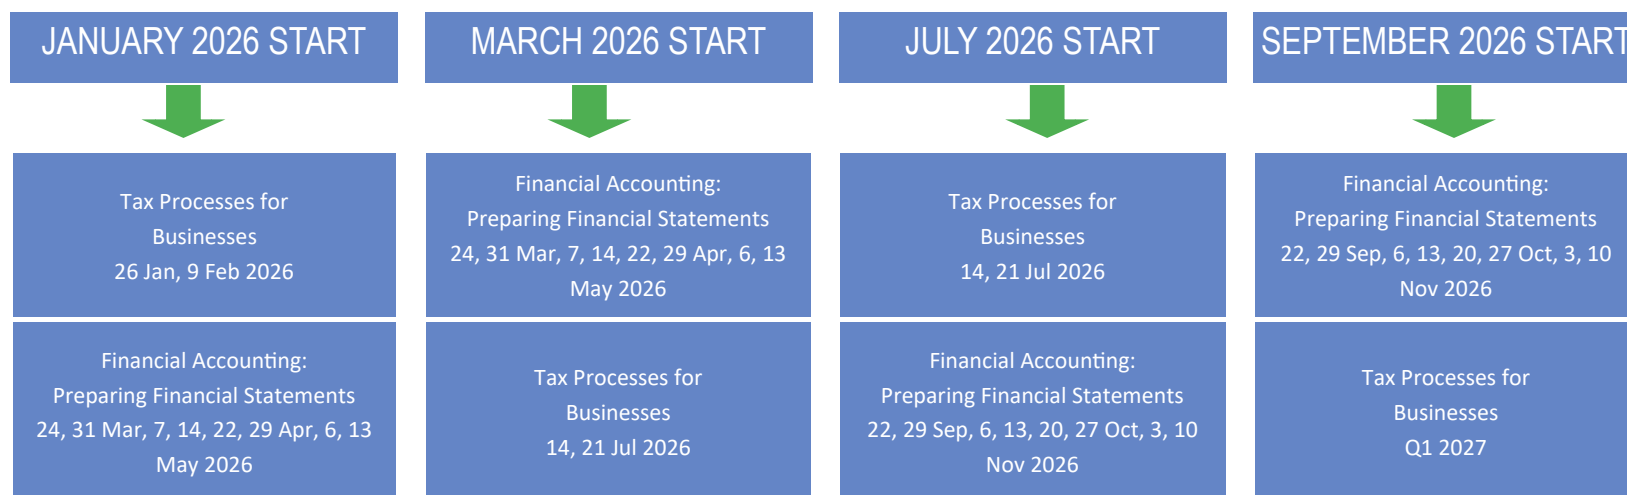 JANUARY 2026 START
Tax Processes for
Businesses
26 Jan, 9 Feb 2026
Financial Accounting:
Preparing Financial Statements
24, 31 Mar, 7, 14, 22, 29 Apr, 6, 13
May 2026
MARCH 2026 START
Financial Accounting:
Preparing Financial Statements
24, 31 Mar, 7, 14, 22, 29 Apr, 6, 13
May 2026
Tax Processes for
Businesses
14, 21 Jul 2026
JULY 2026 START
Tax Processes for
Businesses
14, 21 Jul 2026
Financial Accounting:
Preparing Financial Statements
22, 29 Sep, 6, 13, 20, 27 Oct, 3, 10
Nov 2026
SEPTEMBER 2026 START
Financial Accounting:
Preparing Financial Statements
22, 29 Sep, 6, 13, 20, 27 Oct, 3, 10
Nov 2026
Tax Processes for
Businesses
Q1 2027